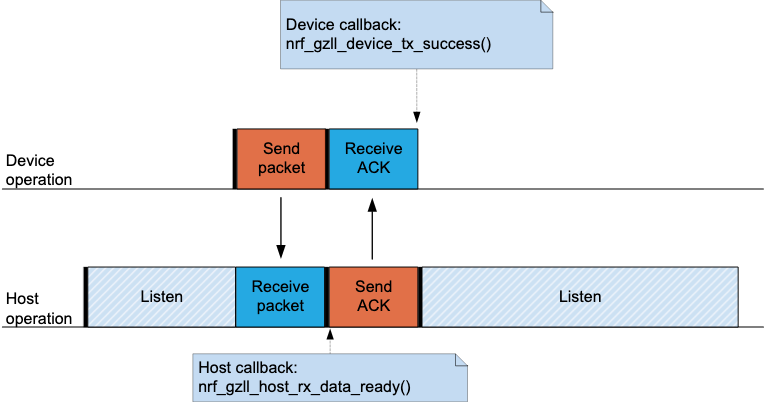 Device callback:
nrf_gzll_device_tx_success()
Device
operation
Send
packet
Receive
ACK
Host
operation
Listen
Receive
packet
Send
ACK
Listen
Host callback:
nrf_gzll_host_rx_data_ready()